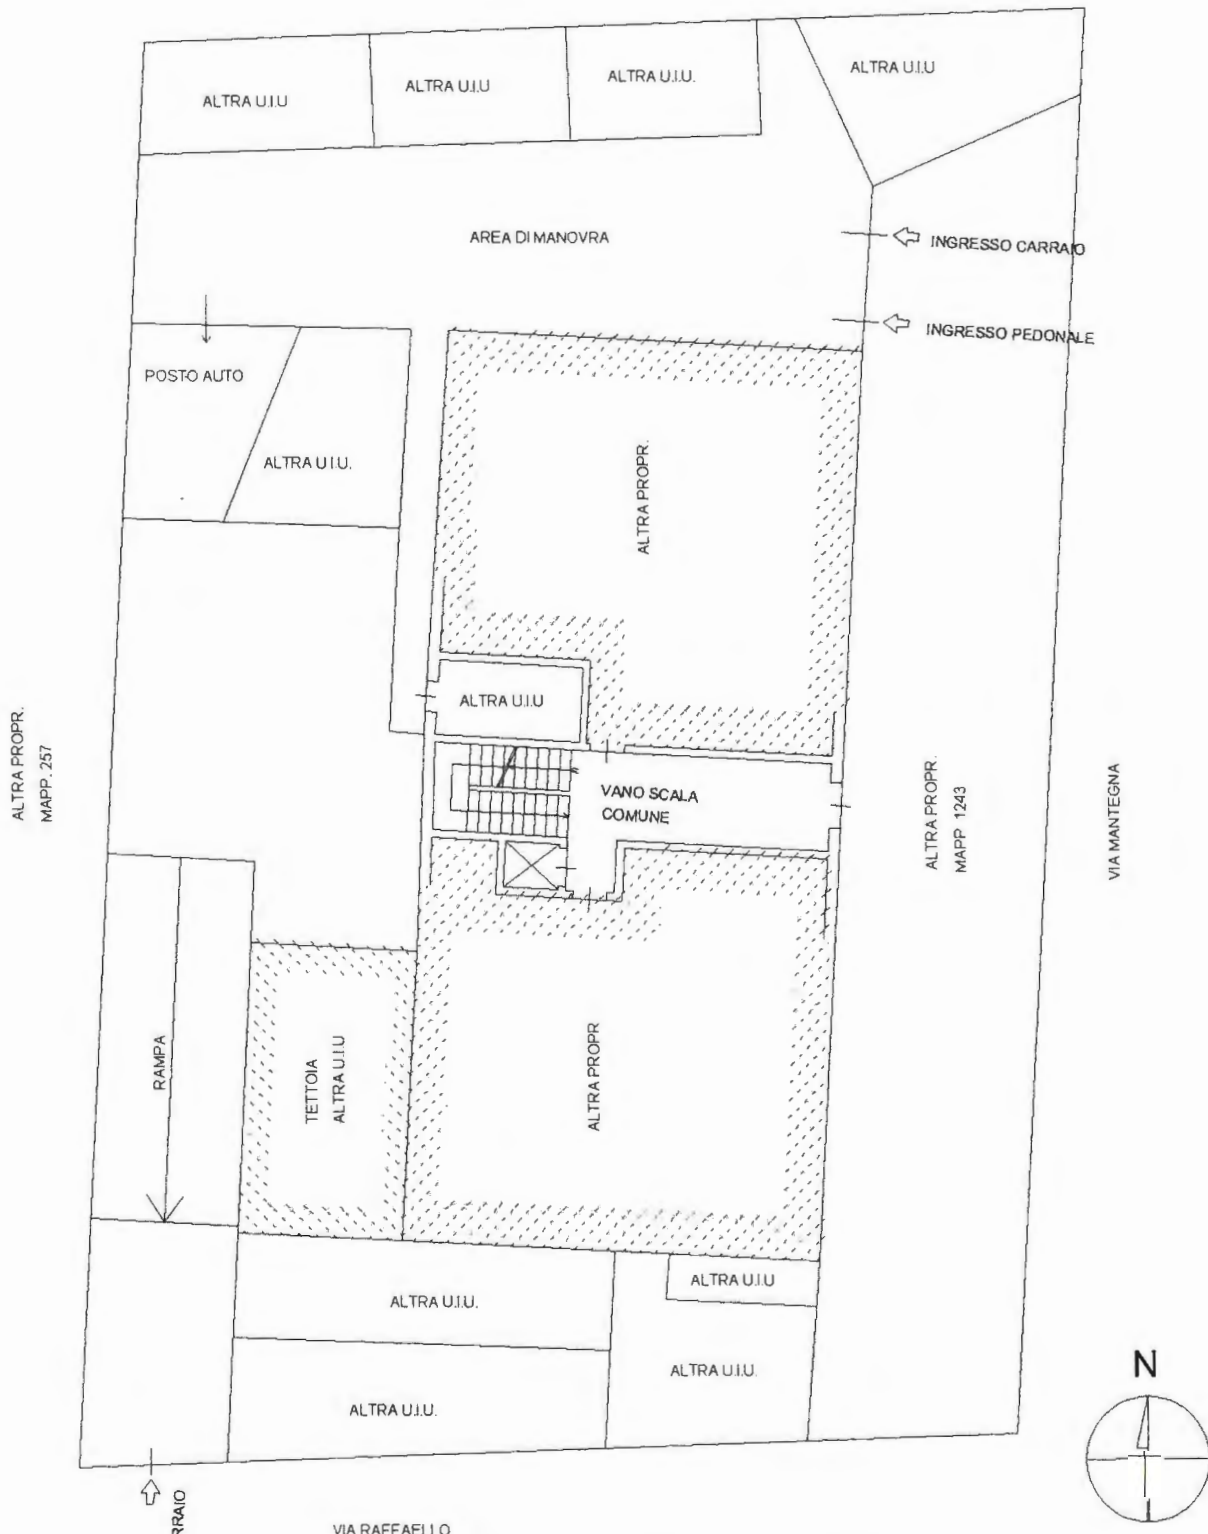 ALTRA U.I.U
ALTRA U.I.U
ALTRA U.I.U.
ALTRA U.I.U
AREA DI MANOVRA
INGRESSO CARRAIO
INGRESSO PEDONALE
POSTO AUTO
ALTRA U.I.U.
ALTRA PROPR.
ALTRA U.I.U
ALTRA PROPR.
MAPP. 257
VANO SCALA
COMUNE
ALTRA PROPR.
MAPP 1243
VIA MANTEGNA
RAMPA
TETTOIA
ALTRA U.I.U
ALTRA PROPR
ALTRA U.I.U
ALTRA U.I.U.
ALTRA U.I.U.
ALTRA U.I.U.
N
RRAIO
VIA RAFFAELLO